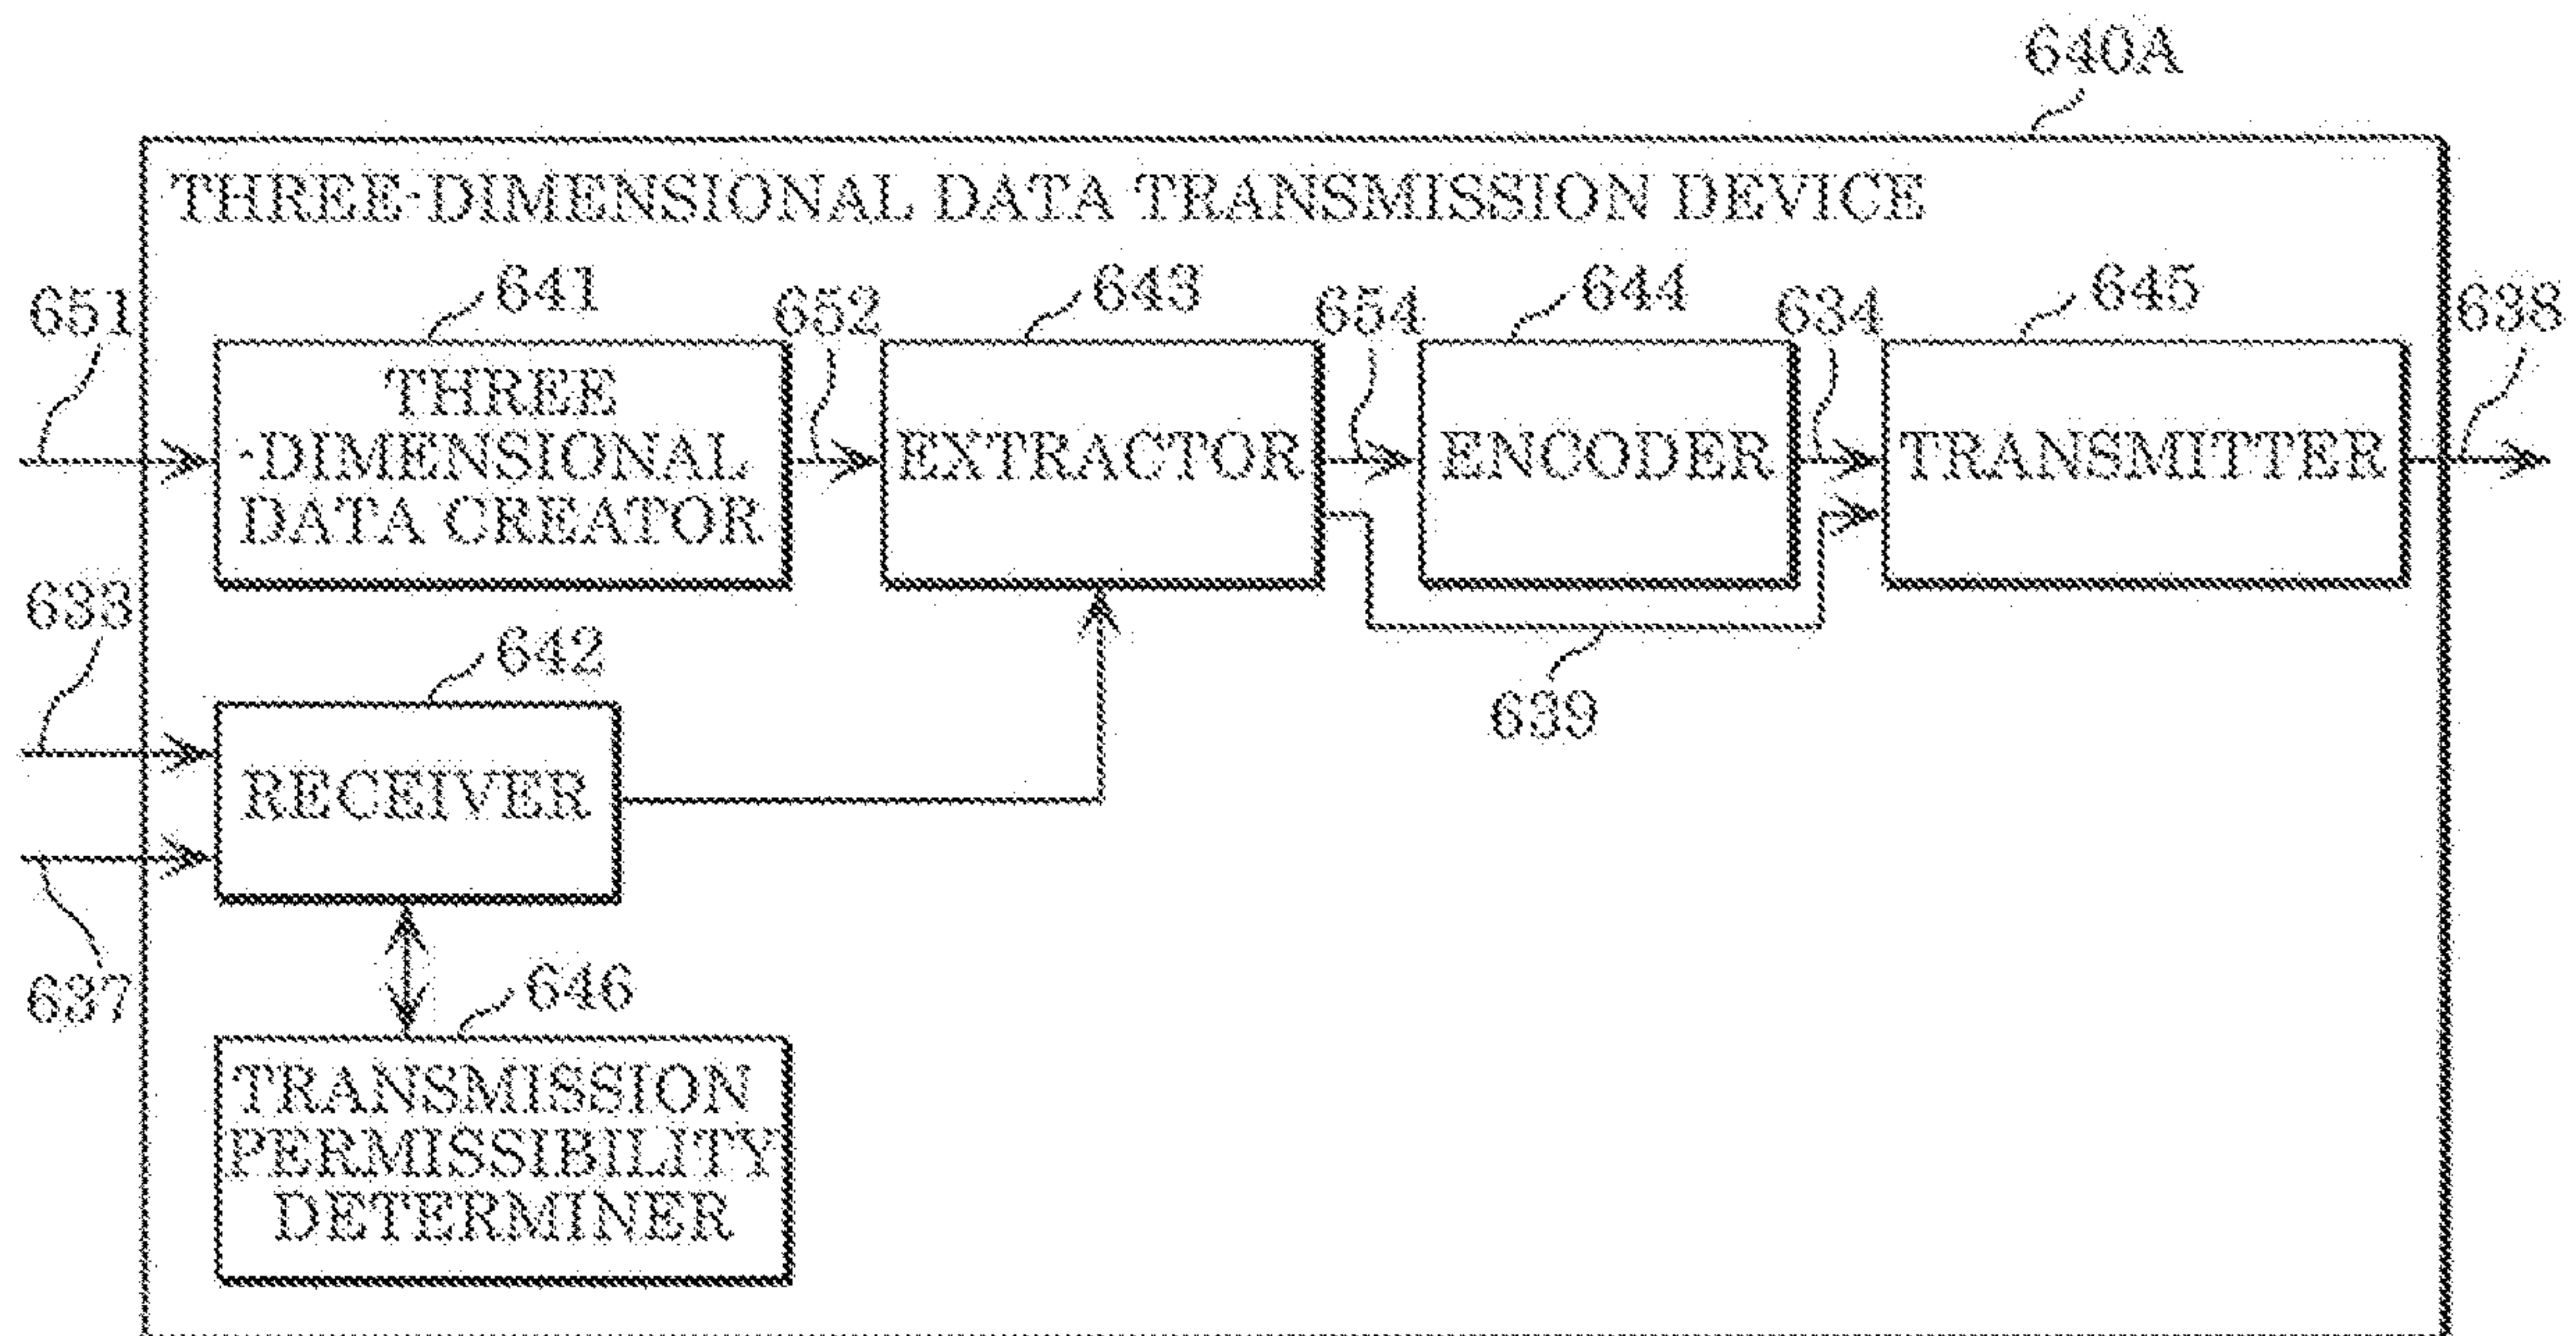 640A
THREE-DIMENSIONAL DATA TRANSMISSION DEVICE
651
641
652
643
654
644
634
645
638
THREE
-DIMENSIONAL
DATA CREATOR
EXTRACTOR
ENCODER
TRANSMITTER
633
642
639
RECEIVER
637
646
TRANSMISSION
PERMISSIBILITY
DETERMINER